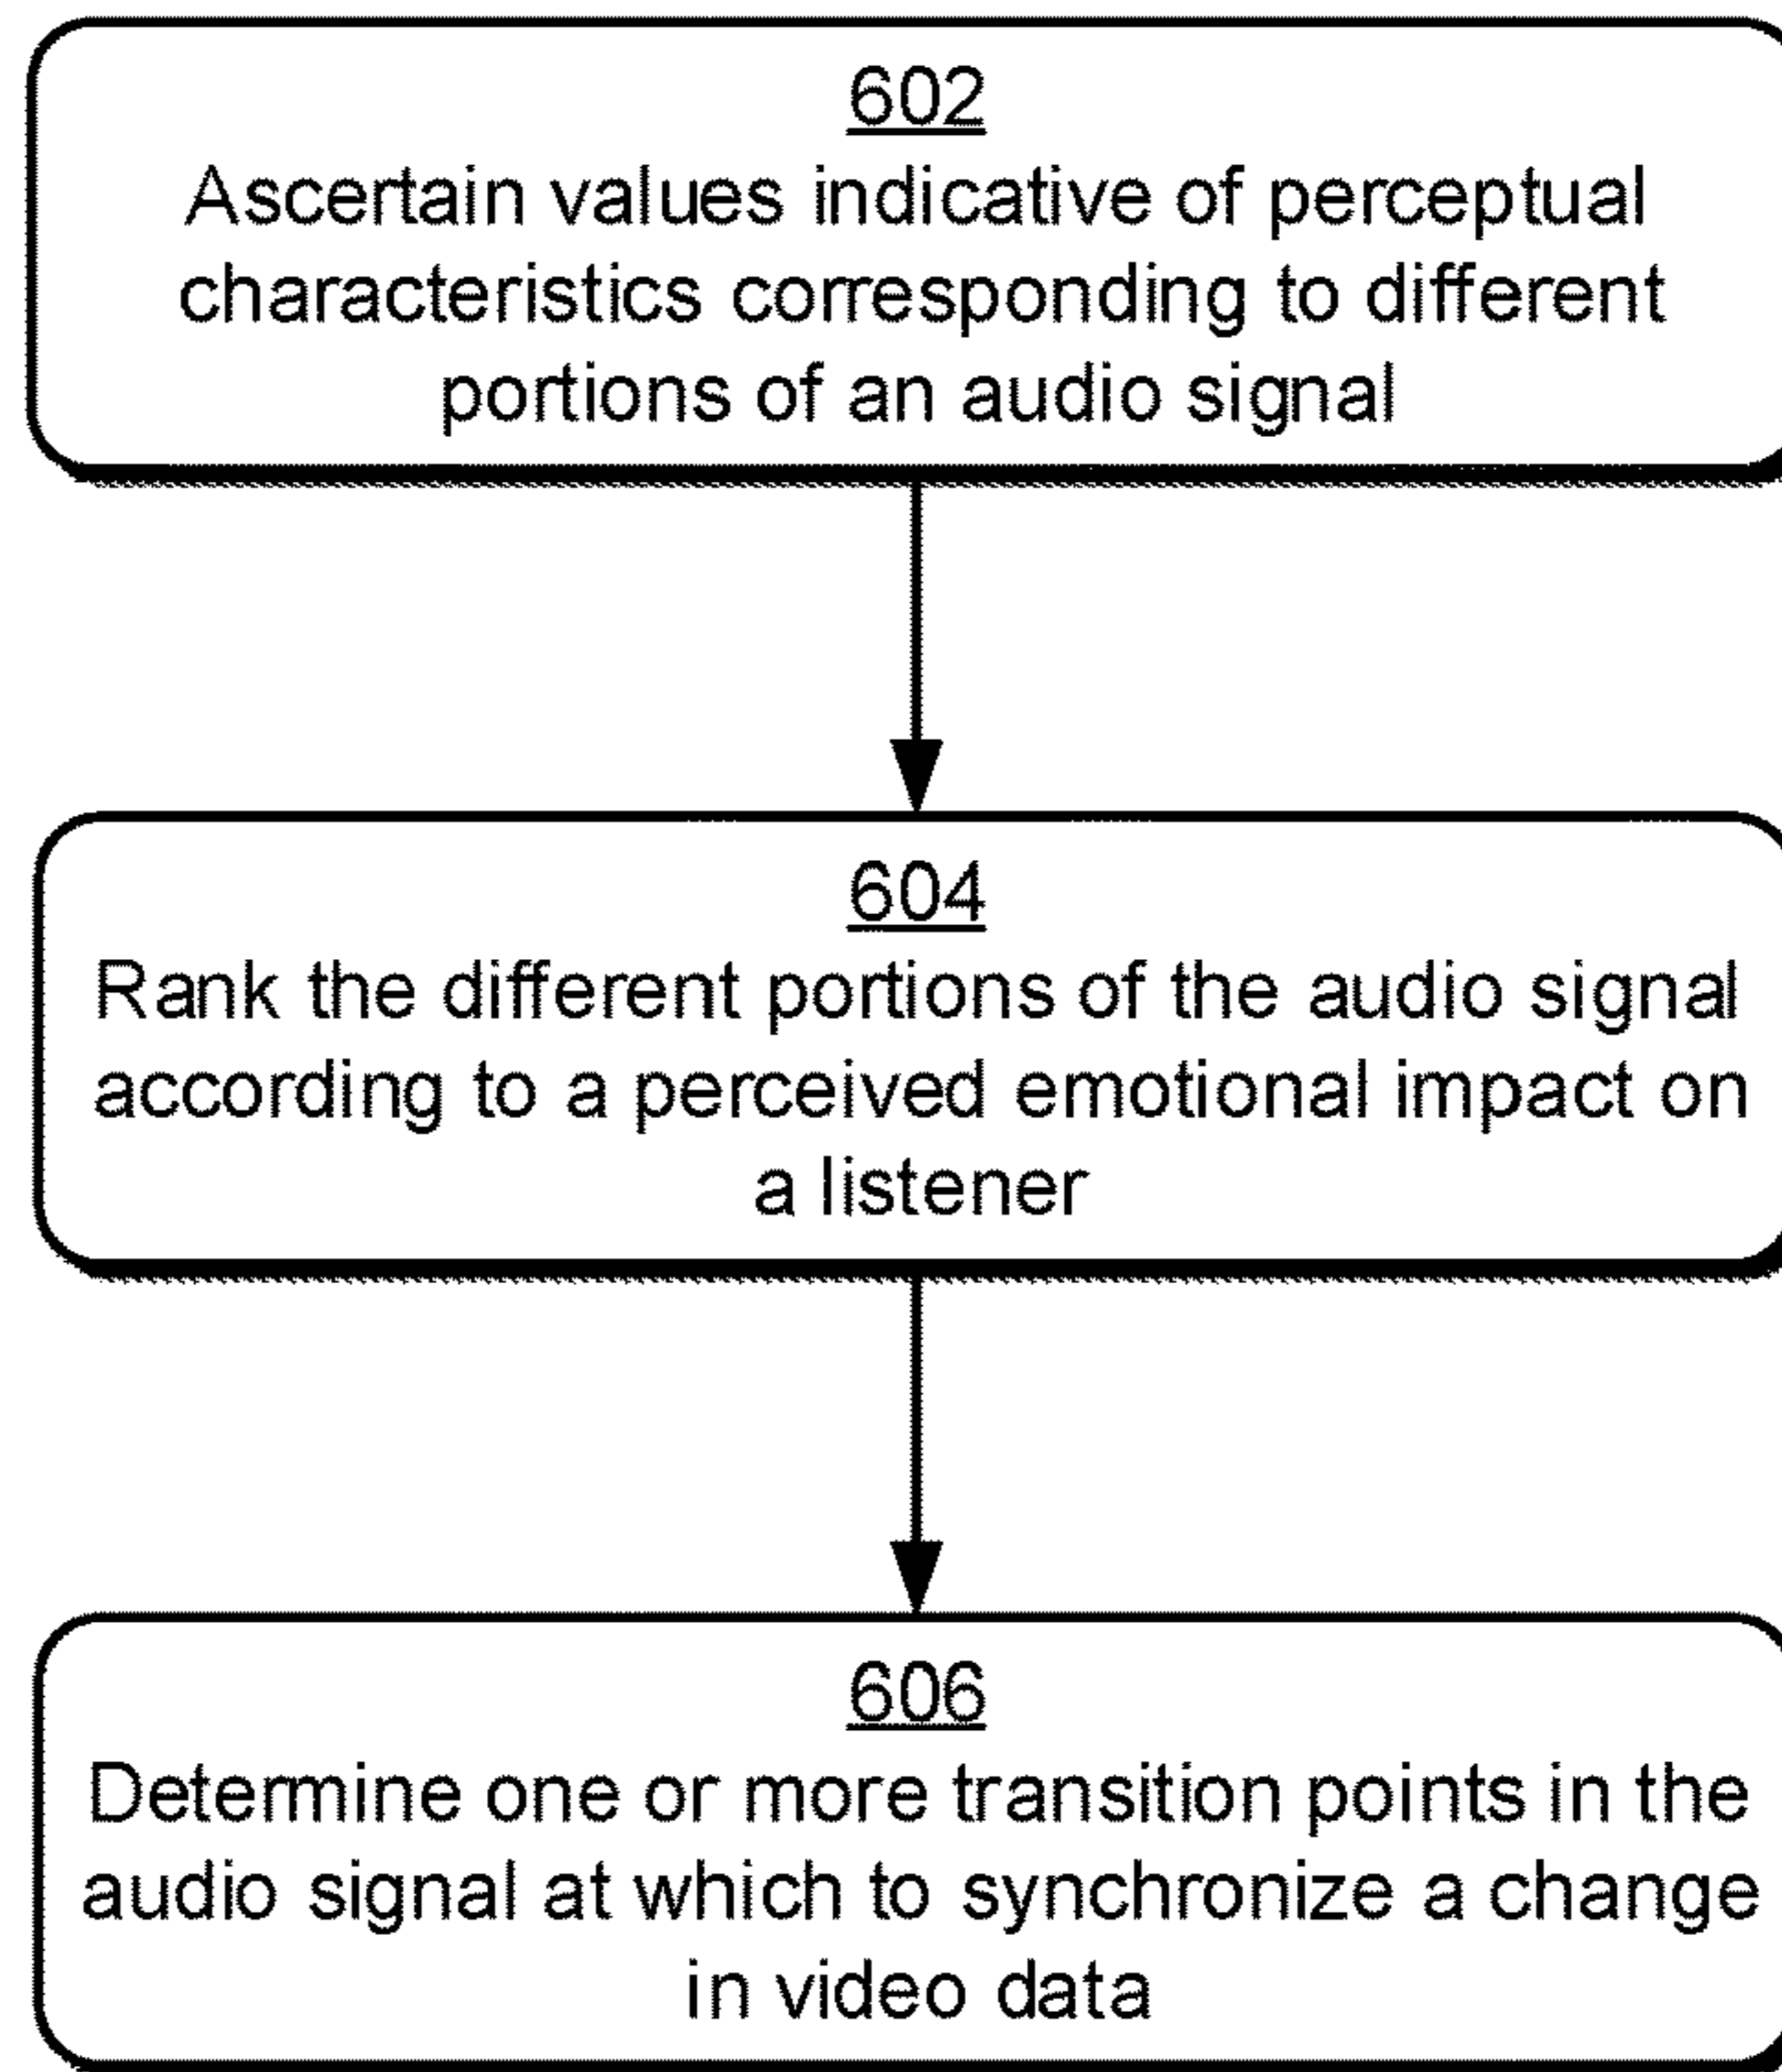 602
Ascertain values indicative of perceptual
characteristics corresponding to different
portions of an audio signal
604
Rank the different portions of the audio signal
according to a perceived emotional impact on
a listener
606
Determine one or more transition points in the
audio signal at which to synchronize a change
in video data